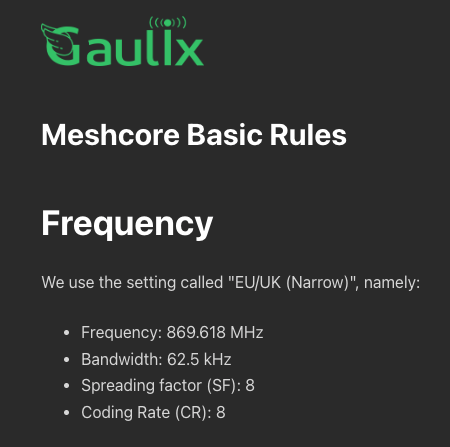 Gaulix
Meshcore Basic Rules
Frequency
We use the setting called "EU/UK (Narrow)", namely:
• Frequency: 869.618 MHz
• Bandwidth: 62.5 kHz
• Spreading factor (SF): 8
• Coding Rate (CR): 8